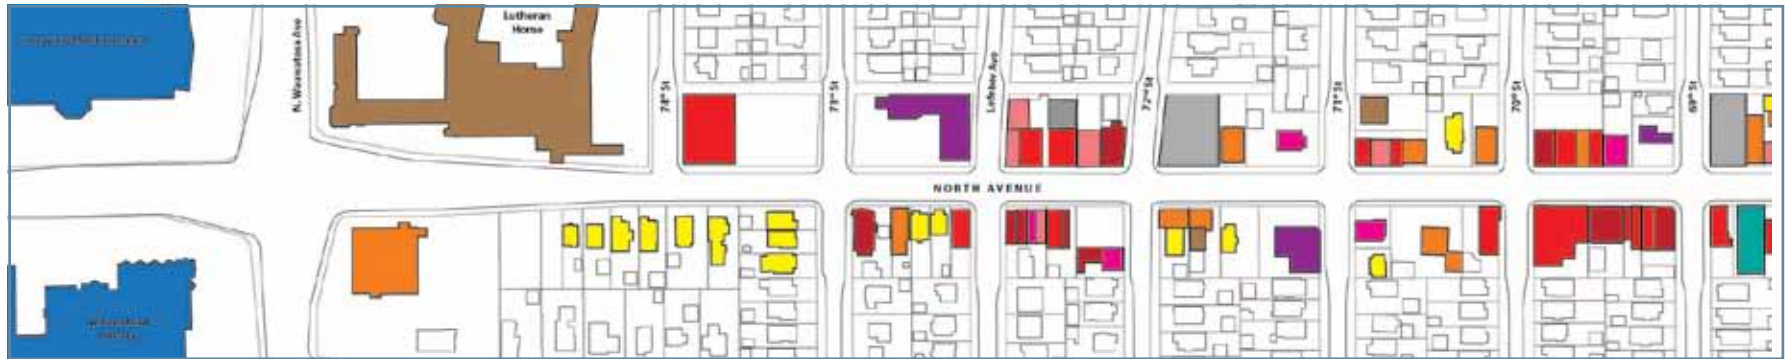 Lutheran
Home
N. Wauwatosa Ave
74th St
73rd St
Lefeber Ave
72nd St
71st St
70th St
69th St
NORTH AVENUE